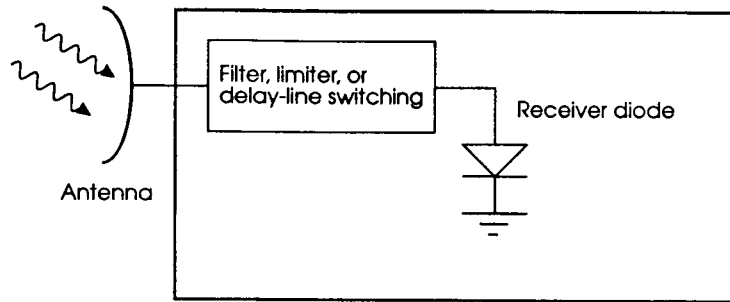 Filter, limiter, or
delay-line switching
Receiver diode
Antenna